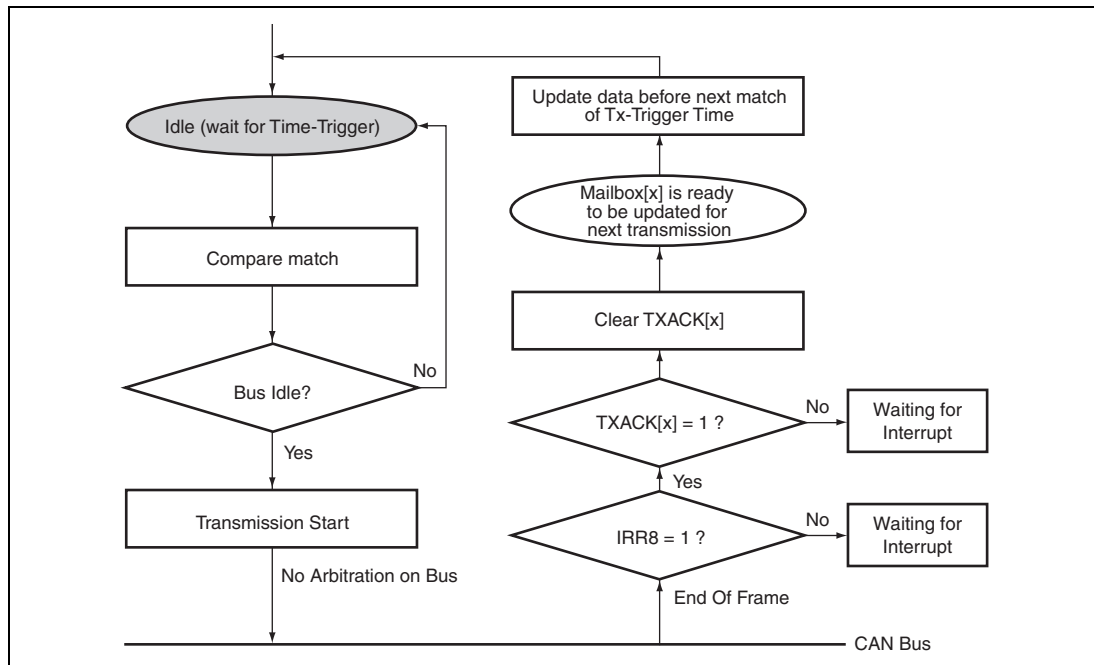 Idle (wait for Time-Trigger)
Compare match
Bus Idle?
No
Yes
Transmission Start
No Arbitration on Bus
Update data before next match
of Tx-Trigger Time
Mailbox[x] is ready
to be updated for
next transmission
Clear TXACK[x]
TXACK[x] = 1 ?
No
Waiting for
Interrupt
Yes
IRR8 = 1 ?
No
Waiting for
Interrupt
End Of Frame
CAN Bus